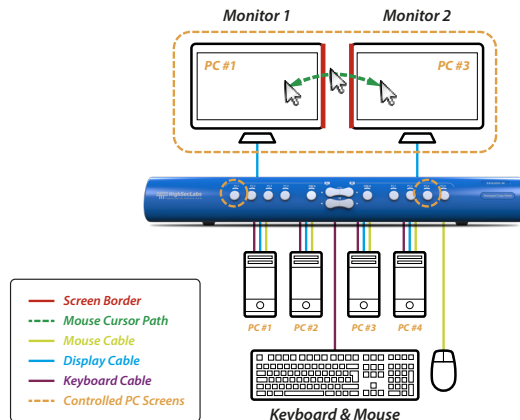 Monitor 1
Monitor 2
PC #1
PC #3
HighSecLabs
PC #1
PC #2
PC #3
PC #4
Screen Border
Mouse Cursor Path
Mouse Cable
Display Cable
Keyboard Cable
Controlled PC Screens
Keyboard & Mouse